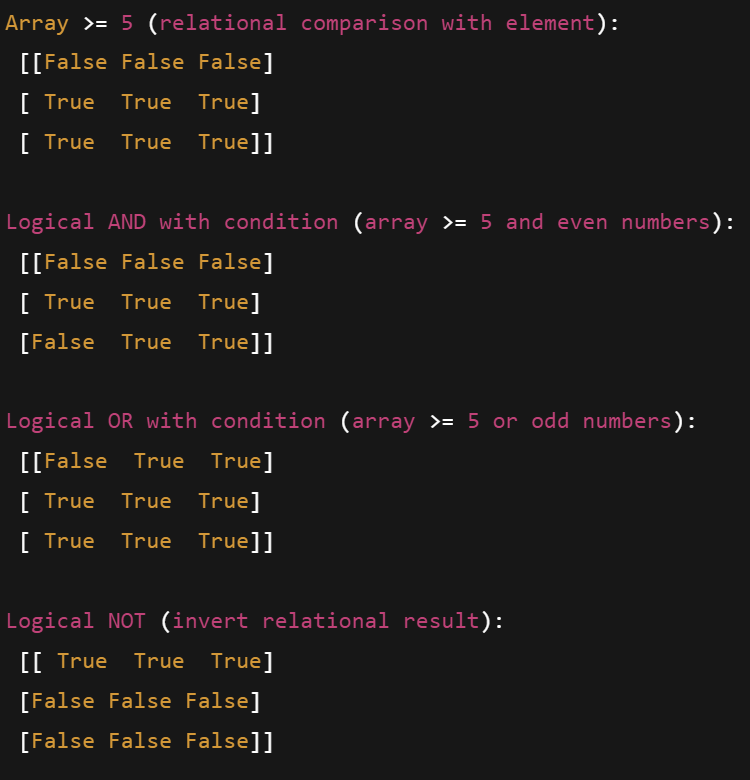 Array >= 5 (relational comparison with element):
[[False False False]
[ True  True  True]
[ True  True  True]]
Logical AND with condition (array >= 5 and even numbers):
[[False False False]
[ True  True  True]
[False  True  True]]
Logical OR with condition (array >= 5 or odd numbers):
[[False  True  True]
[ True  True  True]
[ True  True  True]]
Logical NOT (invert relational result):
[[ True  True  True]
[False False False]
[False False False]]